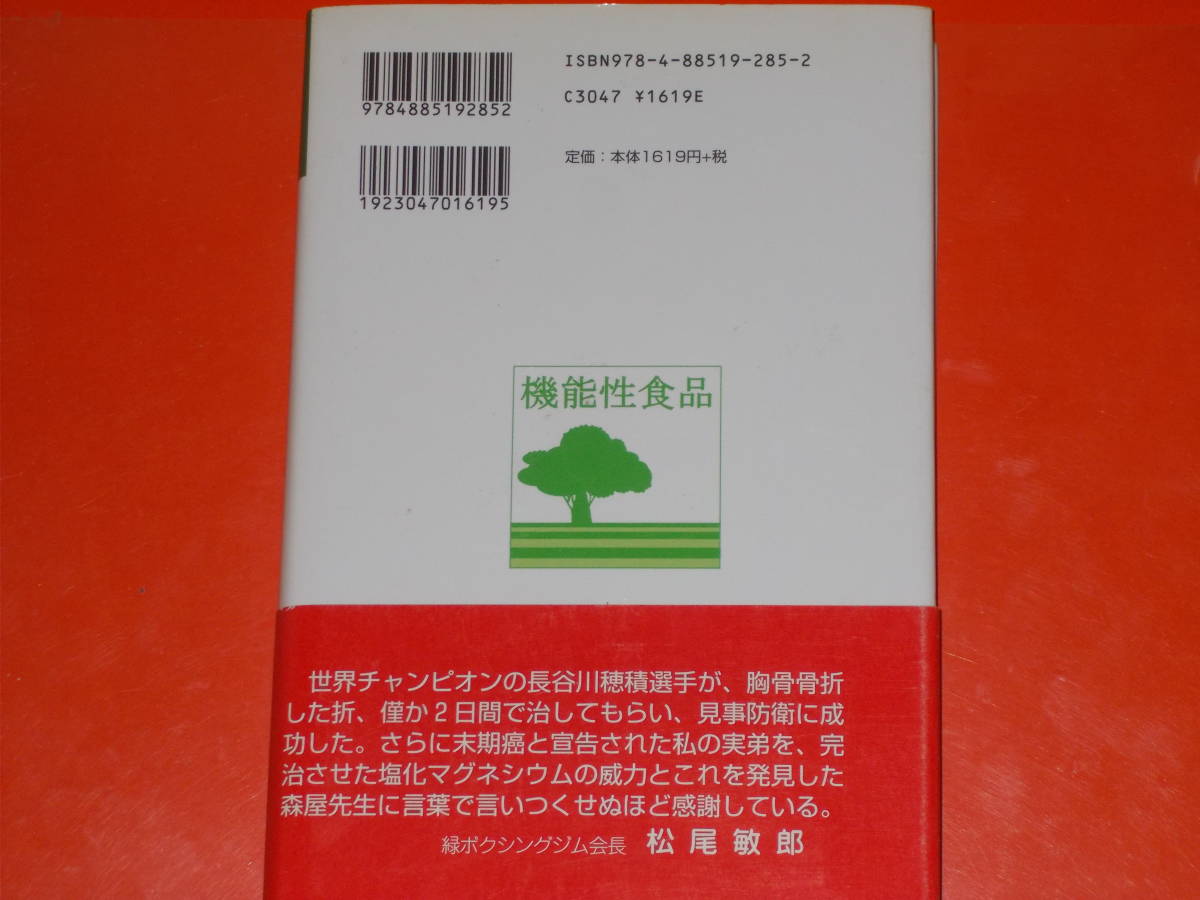 ISBN978-4-88519-285-2
9784885192852
C3047 ¥1619E
定価：本体1619円+税
1923047016195
機能性食品
世界チャンピオンの長谷川穂積選手が、胸骨骨折
した折、僅か2日間で治してもらい、見事防衛に成
功した。さらに末期癌と宣告された私の実弟を、完
治させた塩化マグネシウムの威力とこれを発見した
森屋先生に言葉で言いつくせぬほど感謝している。
緑ボクシングジム会長 松尾敏郎